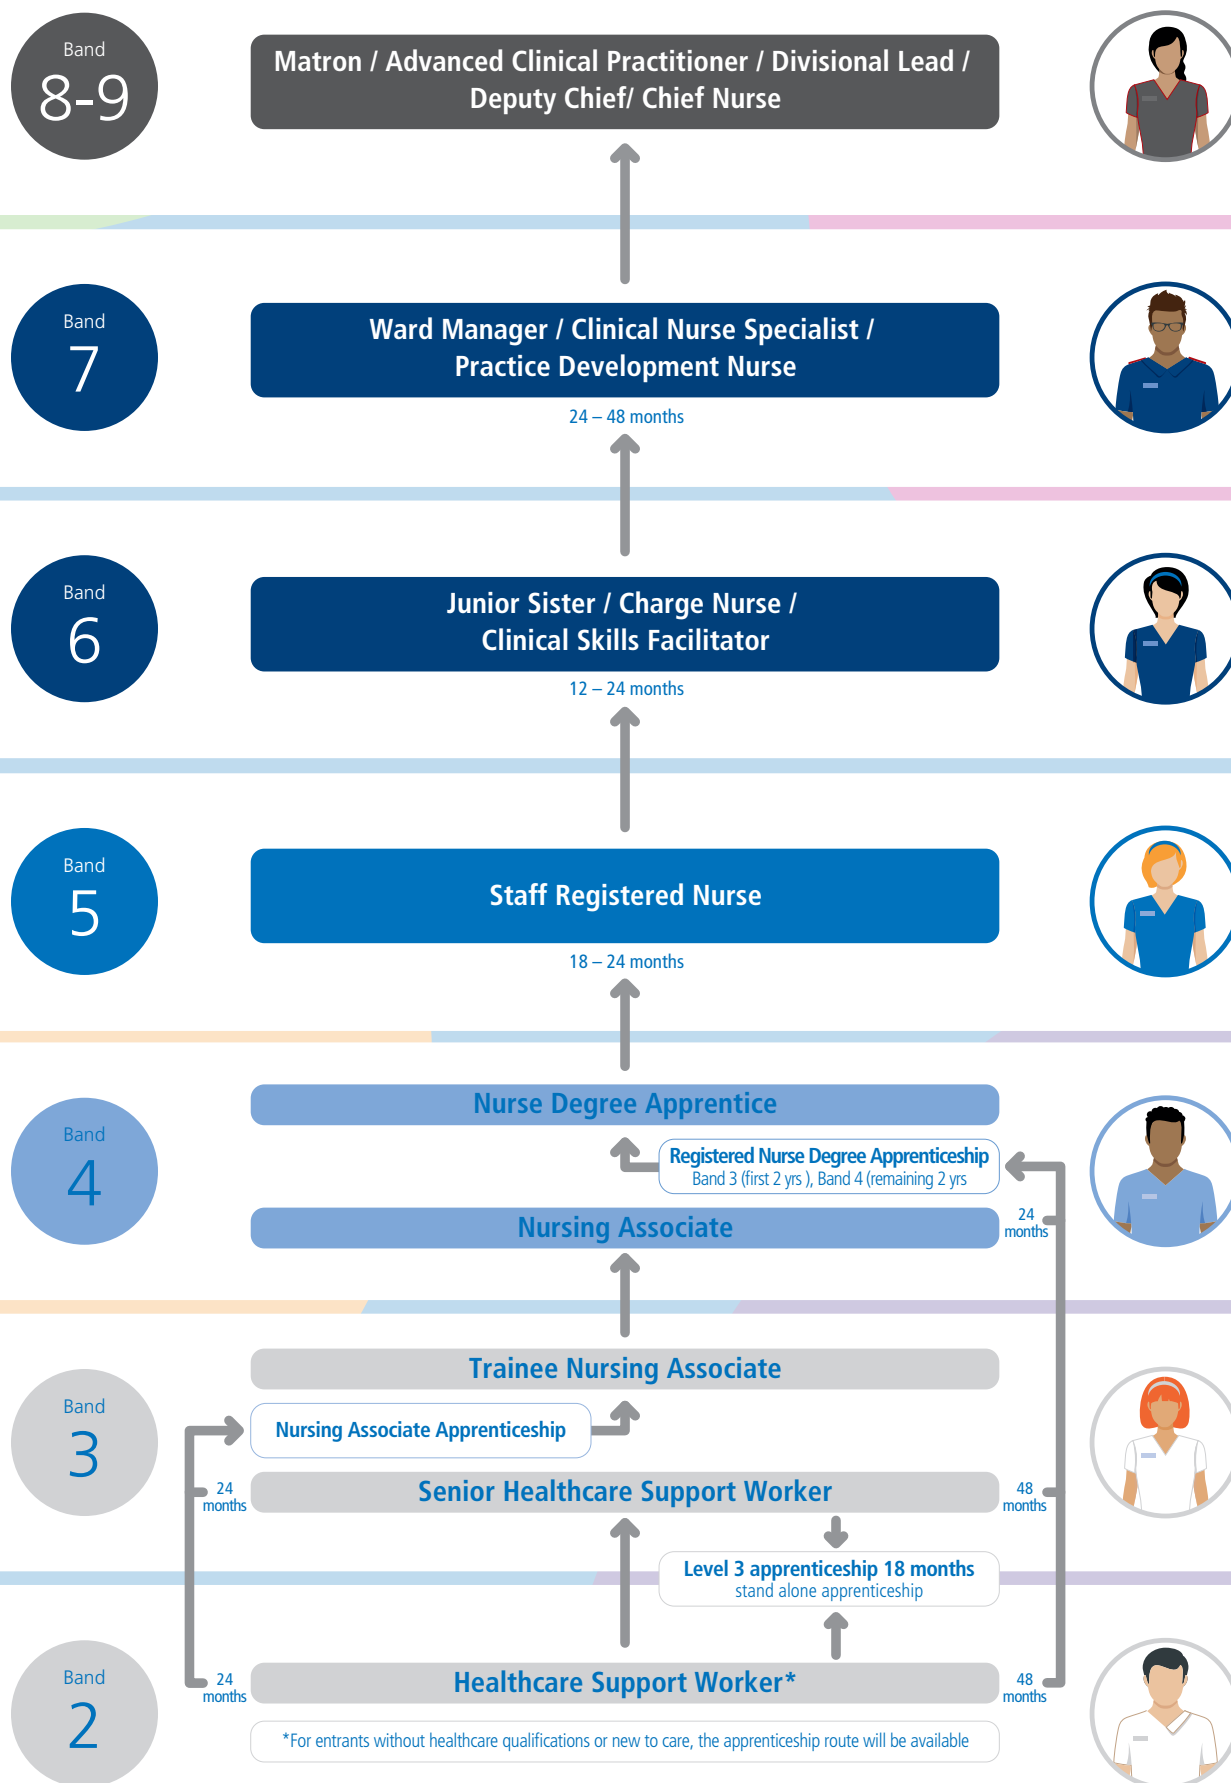 Band
8-9
Matron / Advanced Clinical Practitioner / Divisional Lead /
Deputy Chief/ Chief Nurse
Band
7
Ward Manager / Clinical Nurse Specialist /
Practice Development Nurse
24 – 48 months
Band
6
Junior Sister / Charge Nurse /
Clinical Skills Facilitator
12 – 24 months
Band
5
Staff Registered Nurse
18 – 24 months
Band
4
Nurse Degree Apprentice
Registered Nurse Degree Apprenticeship
Band 3 (first 2 yrs ), Band 4 (remaining 2 yrs
Nursing Associate
24
months
Band
3
Trainee Nursing Associate
Nursing Associate Apprenticeship
24
months
Senior Healthcare Support Worker
48
months
Level 3 apprenticeship 18 months
stand alone apprenticeship
Band
2
24
months
Healthcare Support Worker*
48
months
*For entrants without healthcare qualifications or new to care, the apprenticeship route will be available